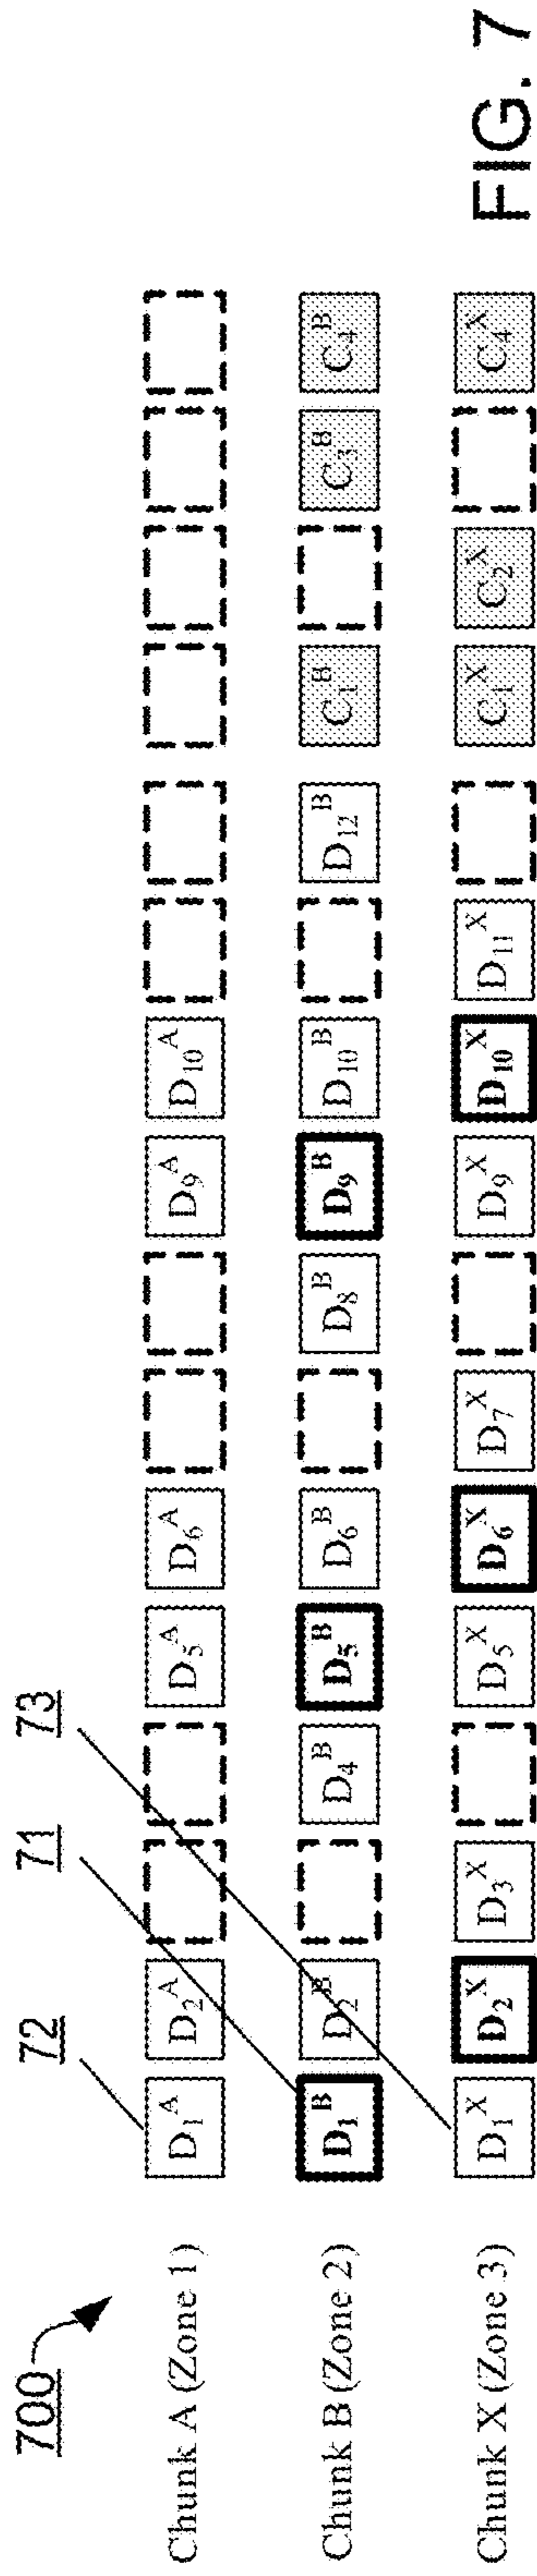 700
72 71 73
Chunk A (Zone 1) D₁ᴬ D₂ᴬ D₅ᴬ D₆ᴬ D₉ᴬ D₁₀ᴬ
Chunk B (Zone 2) D₁ᴮ D₂ᴮ D₄ᴮ D₅ᴮ D₆ᴮ D₈ᴮ D₉ᴮ D₁₀ᴮ D₁₂ᴮ C₁ᴮ C₃ᴮ C₄ᴮ
Chunk X (Zone 3) D₁ˣ D₂ˣ D₃ˣ D₅ˣ D₆ˣ D₇ˣ D₉ˣ D₁₀ˣ D₁₁ˣ C₁ˣ C₂ˣ C₄ˣ
FIG. 7